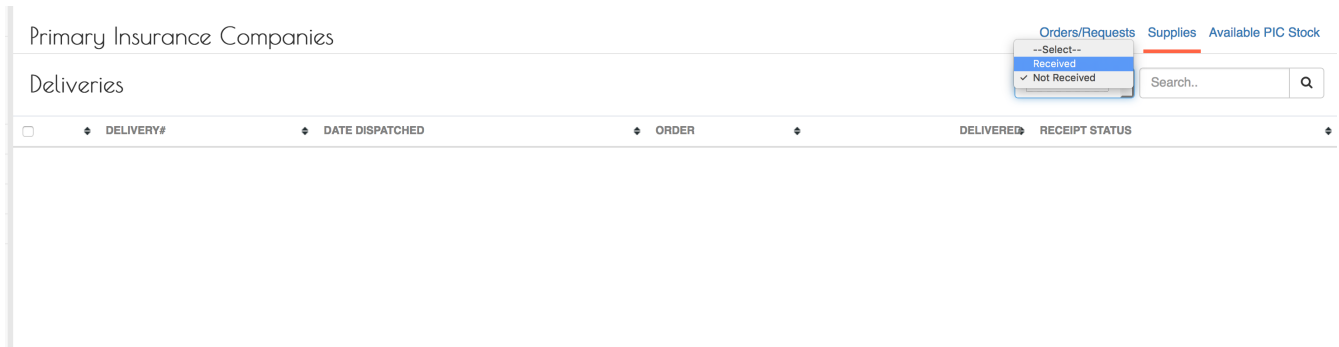 Primary Insurance Companies
Orders/Requests Supplies Available PIC Stock
--Select--
Received
✓ Not Received
Deliveries
Search..
DELIVERY# DATE DISPATCHED ORDER DELIVERED RECEIPT STATUS